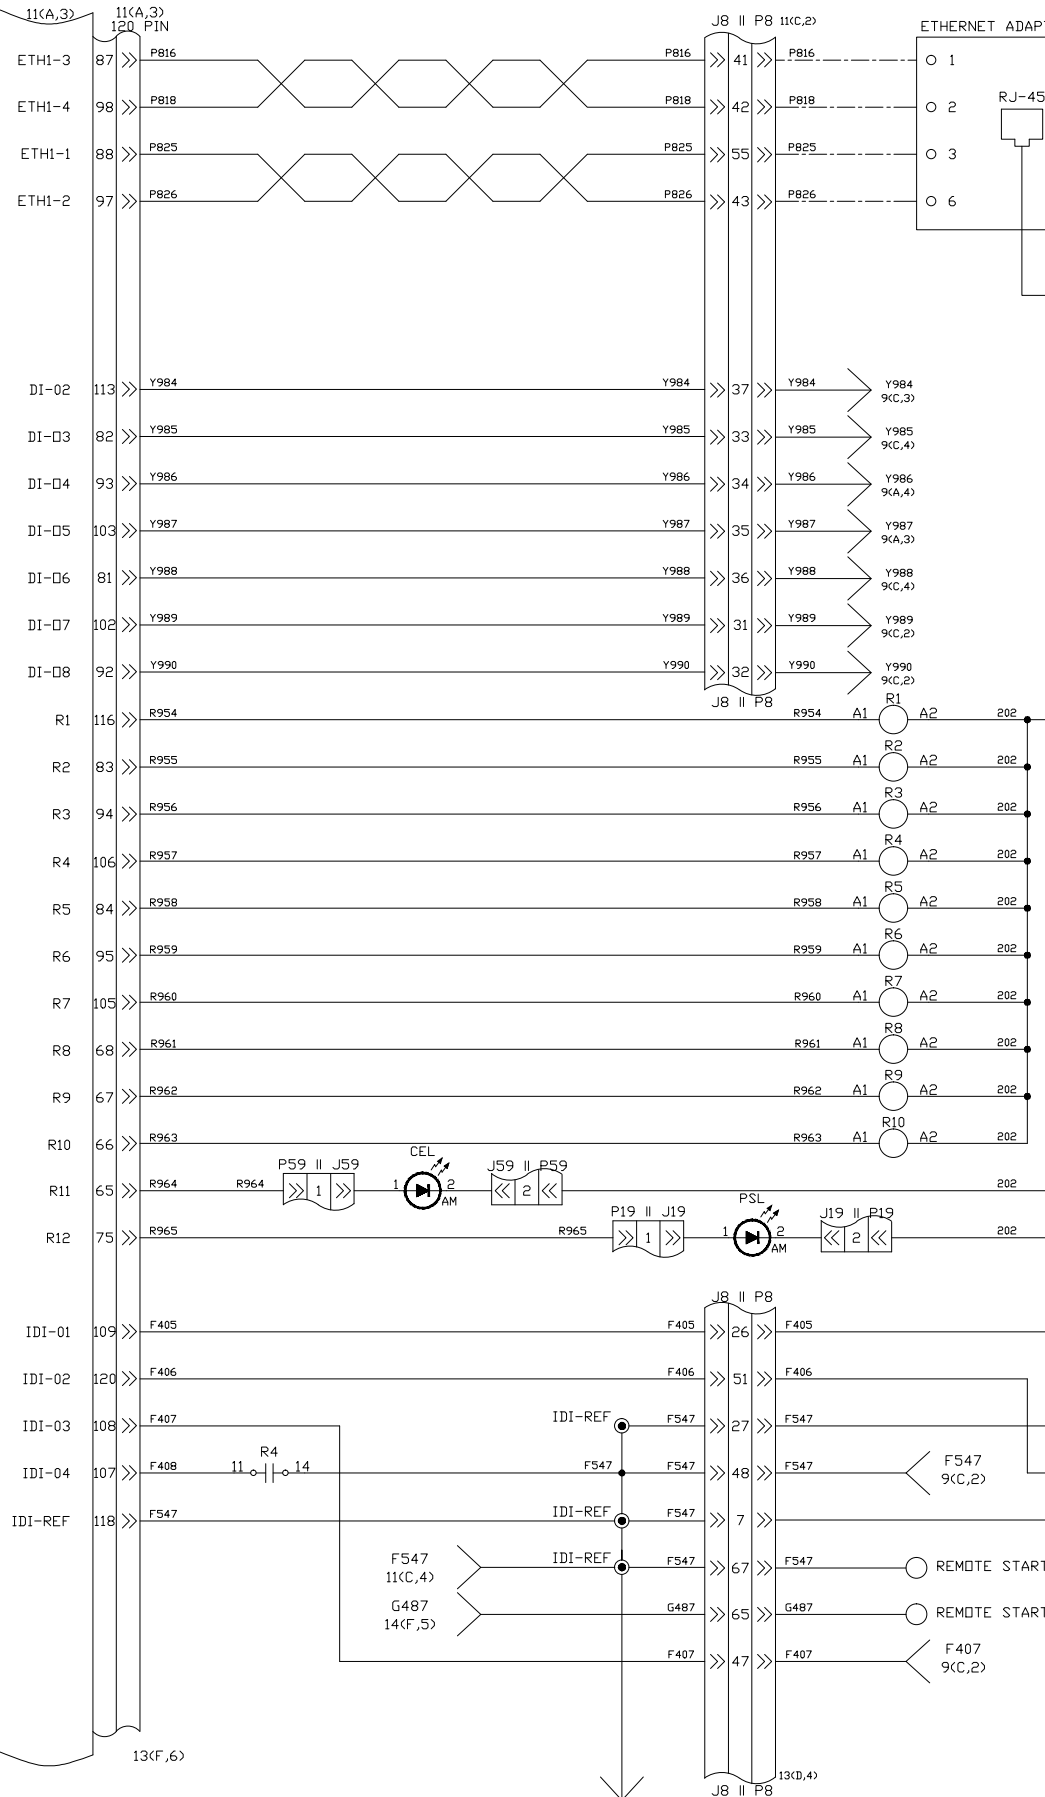 11(A,3) 11(A,3)
120 PIN
J8 II P8 11(C,2)
ETHERNET ADAP
ETH1-3 87 P816 P816 41 P816 1
ETH1-4 98 P818 P818 42 P818 2
RJ-45
ETH1-1 88 P825 P825 55 P825 3
ETH1-2 97 P826 P826 43 P826 6
DI-02 113 Y984 Y984 37 Y984 Y984
9(C,3)
DI-03 82 Y985 Y985 33 Y985 Y985
9(C,4)
DI-04 93 Y986 Y986 34 Y986 Y986
9(A,4)
DI-05 103 Y987 Y987 35 Y987 Y987
9(A,3)
DI-06 81 Y988 Y988 36 Y988 Y988
9(C,4)
DI-07 102 Y989 Y989 31 Y989 Y989
9(C,2)
DI-08 92 Y990 Y990 32 Y990 Y990
9(C,2)
J8 II P8
R1
R1 116 R954 R954 A1 A2 202
R2
R2 83 R955 R955 A1 A2 202
R3
R3 94 R956 R956 A1 A2 202
R4
R4 106 R957 R957 A1 A2 202
R5
R5 84 R958 R958 A1 A2 202
R6
R6 95 R959 R959 A1 A2 202
R7
R7 105 R960 R960 A1 A2 202
R8
R8 68 R961 R961 A1 A2 202
R9
R9 67 R962 R962 A1 A2 202
R10
R10 66 R963 R963 A1 A2 202
CEL
P59 II J59 J59 II P59
R11 65 R964 R964 1 1 2 2 202
AM
PSL
P19 II J19 J19 II P19
R12 75 R965 R965 1 1 2 2 202
AM
J8 II P8
IDI-01 109 F405 F405 26 F405
IDI-02 120 F406 F406 51 F406
IDI-03 108 F407 IDI-REF F547 27 F547
R4
IDI-04 107 F408 11 14 F547 F547 48 F547 F547
9(C,2)
IDI-REF 118 F547 IDI-REF F547 7
F547 IDI-REF F547 67 F547 REMOTE START
11(C,4)
G487 G487 65 G487 REMOTE START
14(F,5)
F407 47 F407 F407
9(C,2)
13(F,6)
13(D,4)
J8 II P8